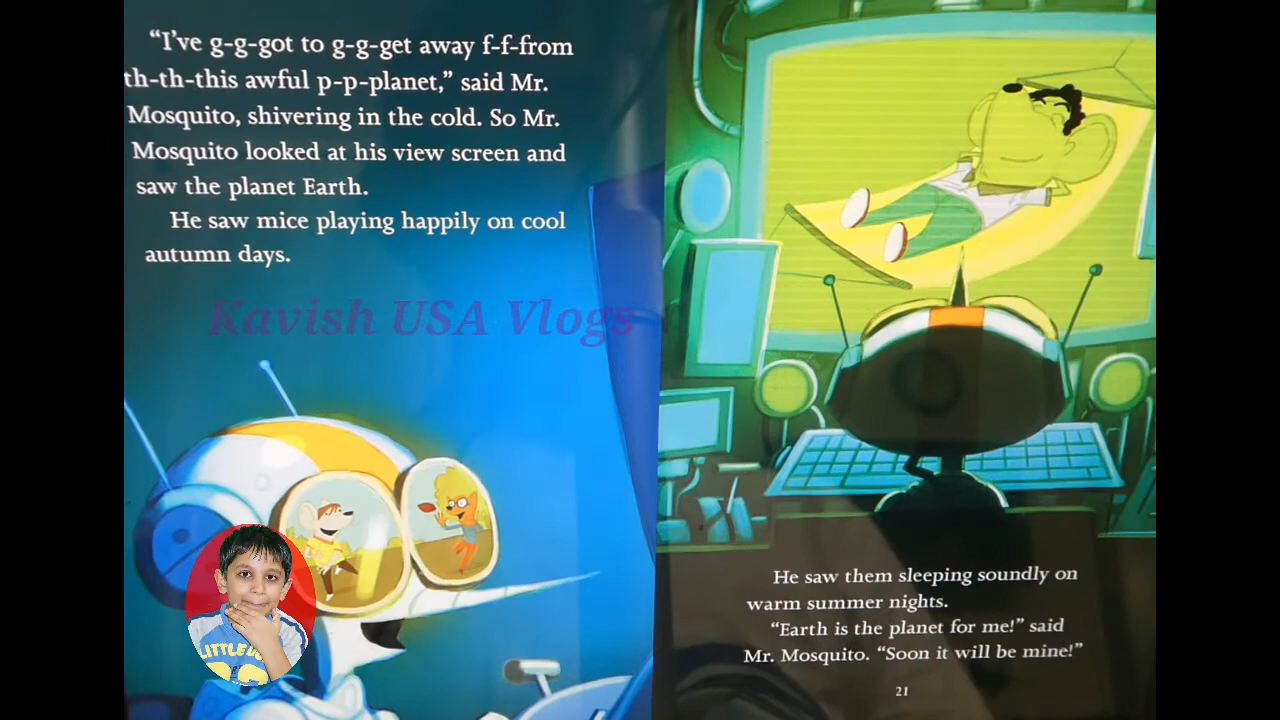 “I’ve g-g-got to g-g-get away f-f-from
th-th-this awful p-p-planet,” said Mr.
Mosquito, shivering in the cold. So Mr.
Mosquito looked at his view screen and
saw the planet Earth.
He saw mice playing happily on cool
autumn days.
Kavish USA Vlogs
He saw them sleeping soundly on
warm summer nights.
“Earth is the planet for me!” said
Mr. Mosquito. “Soon it will be mine!”
21